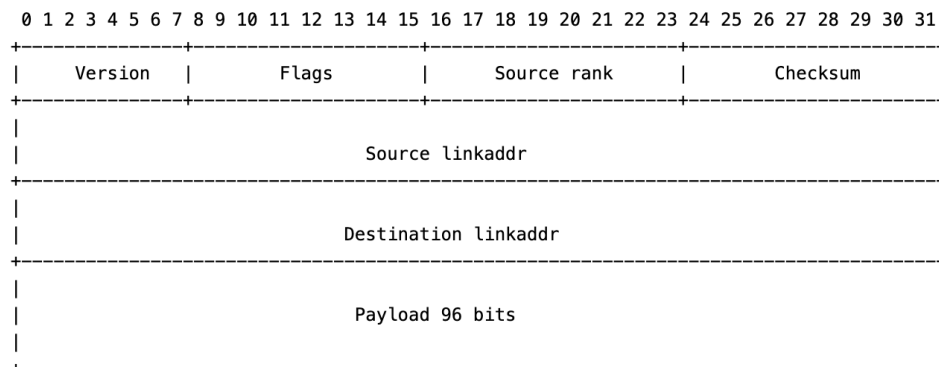 0 1 2 3 4 5 6 7 8 9 10 11 12 13 14 15 16 17 18 19 20 21 22 23 24 25 26 27 28 29 30 31
Version | Flags | Source rank | Checksum
Source linkaddr
Destination linkaddr
Payload 96 bits